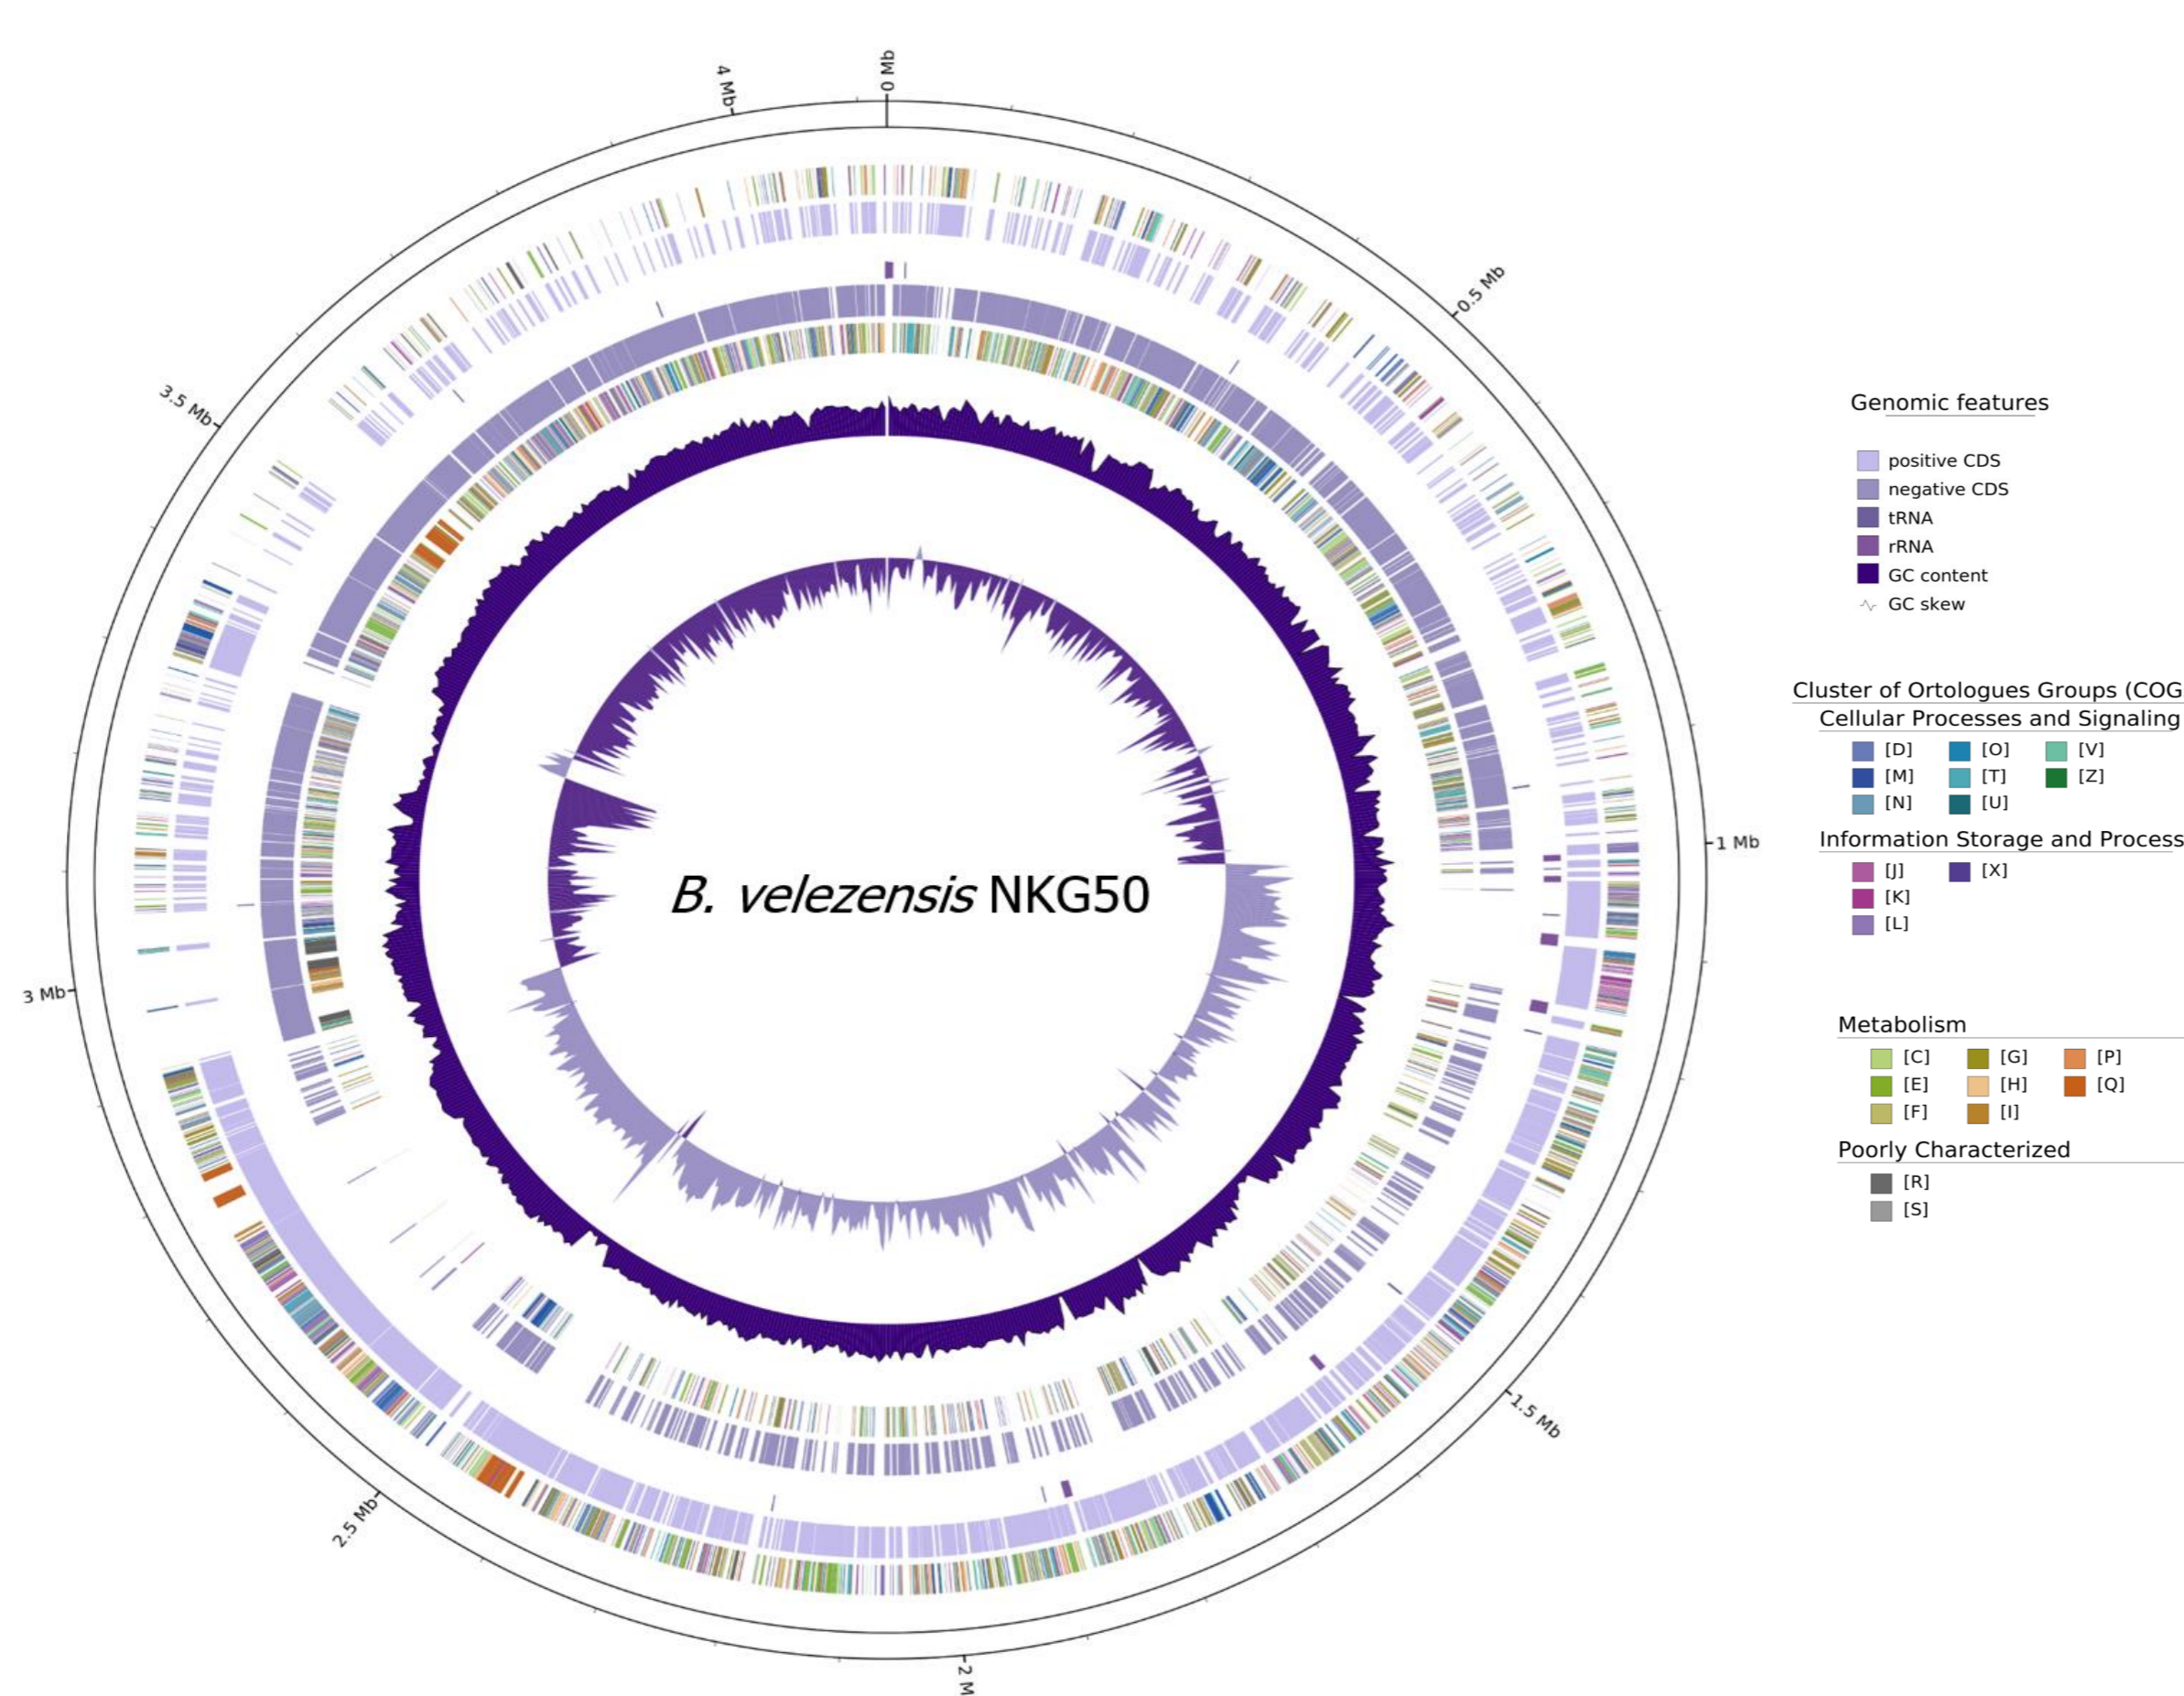 0 Mb
4 Mb
0.5 Mb
3.5 Mb
1 Mb
3 Mb
1.5 Mb
2.5 Mb
2 M
B. velezensis NKG50
Genomic features
positive CDS
negative CDS
tRNA
rRNA
GC content
GC skew
Cluster of Ortologues Groups (COG
Cellular Processes and Signaling
[D] [O] [V]
[M] [T] [Z]
[N] [U]
Information Storage and Process
[J] [X]
[K]
[L]
Metabolism
[C] [G] [P]
[E] [H] [Q]
[F] [I]
Poorly Characterized
[R]
[S]